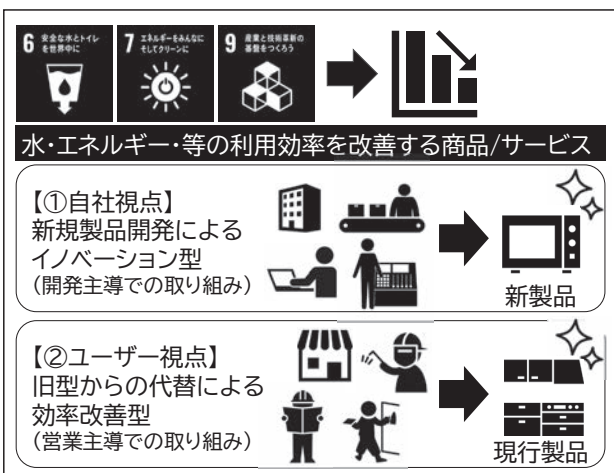 6 安全な水とトイレ
を世界中に
7 エネルギーをみんなに
そしてクリーンに
9 産業と技術革新の
基盤をつくろう
水・エネルギー・等の利用効率を改善する商品/サービス
【①自社視点】
新規製品開発による
イノベーション型
(開発主導での取り組み)
新製品
【②ユーザー視点】
旧型からの代替による
効率改善型
(営業主導での取り組み)
現行製品